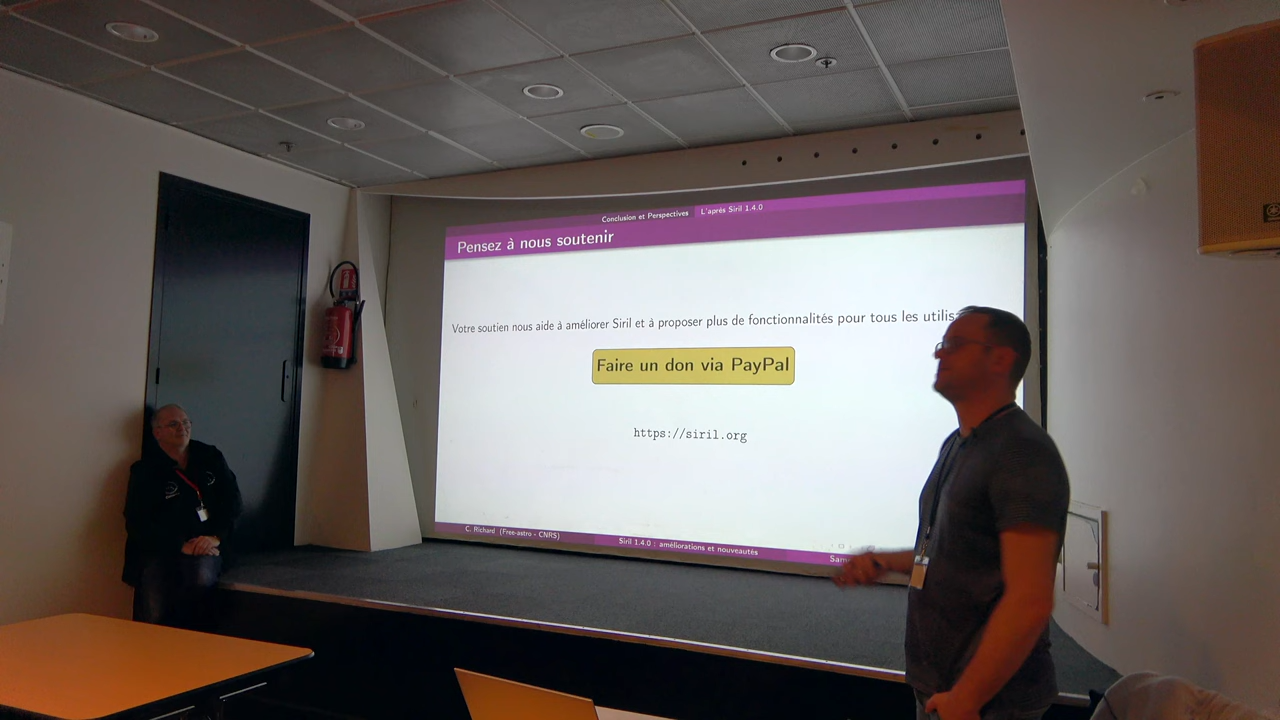 Conclusion et Perspectives L'après Siril 1.4.0
Pensez à nous soutenir
Votre soutien nous aide à améliorer Siril et à proposer plus de fonctionnalités pour tous les
Faire un don via PayPal
https://siril.org
C. Richard (Free-astro - CNRS) Siril 1.4.0 : améliorations et nouveautés